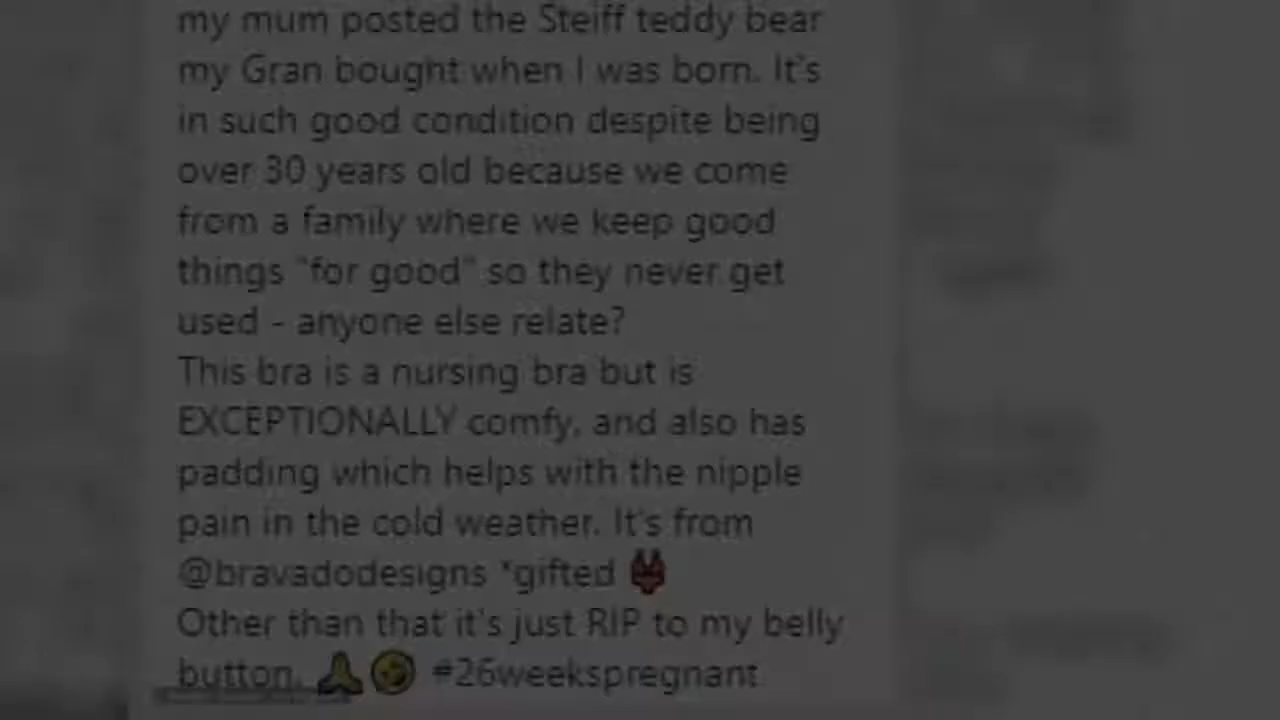 my mum posted the Steiff teddy bear
my Gran bought when I was born. It's
in such good condition despite being
over 30 years old because we come
from a family where we keep good
things "for good" so they never get
used - anyone else relate?
This bra is a nursing bra but is
EXCEPTIONALLY comfy, and also has
padding which helps with the nipple
pain in the cold weather. It's from
@bravadodesigns *gifted 👙
Other than that it's just RIP to my belly
button. 🙏🤣 #26weekspregnant